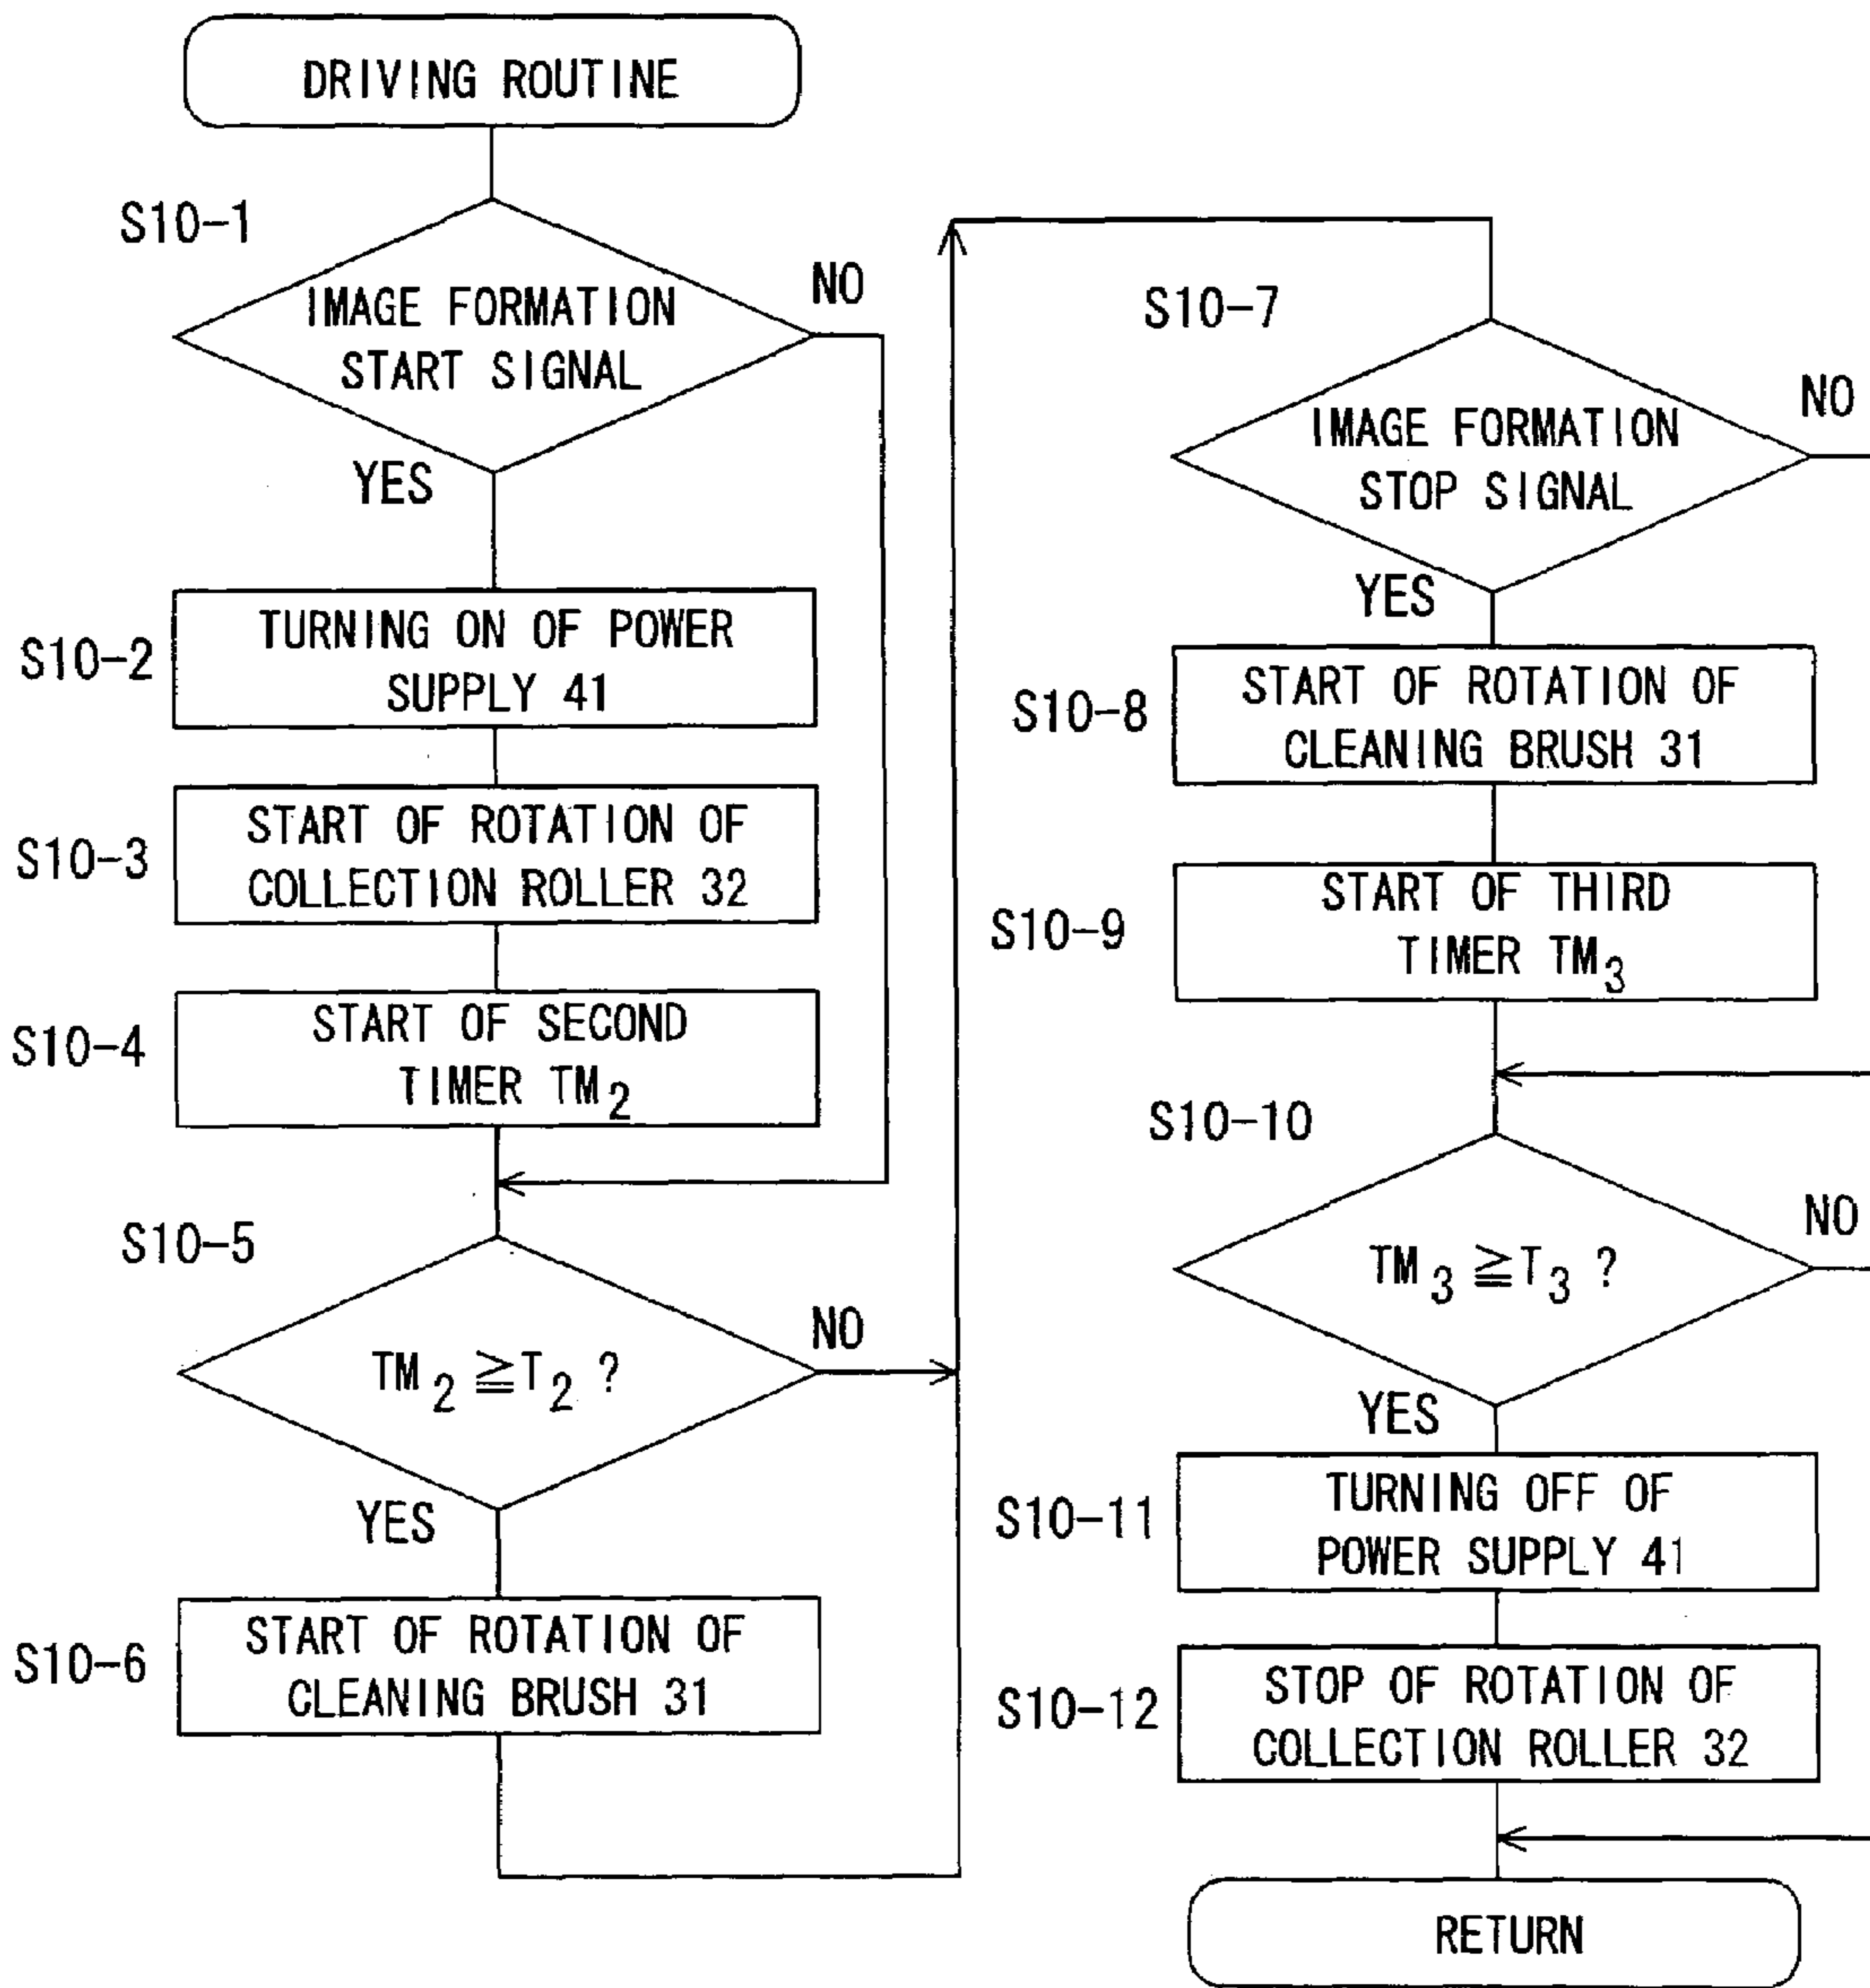 DRIVING ROUTINE
S10-1
IMAGE FORMATION
START SIGNAL
NO
YES
S10-2
TURNING ON OF POWER
SUPPLY 41
S10-3
START OF ROTATION OF
COLLECTION ROLLER 32
S10-4
START OF SECOND
TIMER TM₂
S10-5
TM₂ ≧ T₂ ?
NO
YES
S10-6
START OF ROTATION OF
CLEANING BRUSH 31
S10-7
IMAGE FORMATION
STOP SIGNAL
NO
YES
S10-8
START OF ROTATION OF
CLEANING BRUSH 31
S10-9
START OF THIRD
TIMER TM₃
S10-10
TM₃ ≧ T₃ ?
NO
YES
S10-11
TURNING OFF OF
POWER SUPPLY 41
S10-12
STOP OF ROTATION OF
COLLECTION ROLLER 32
RETURN